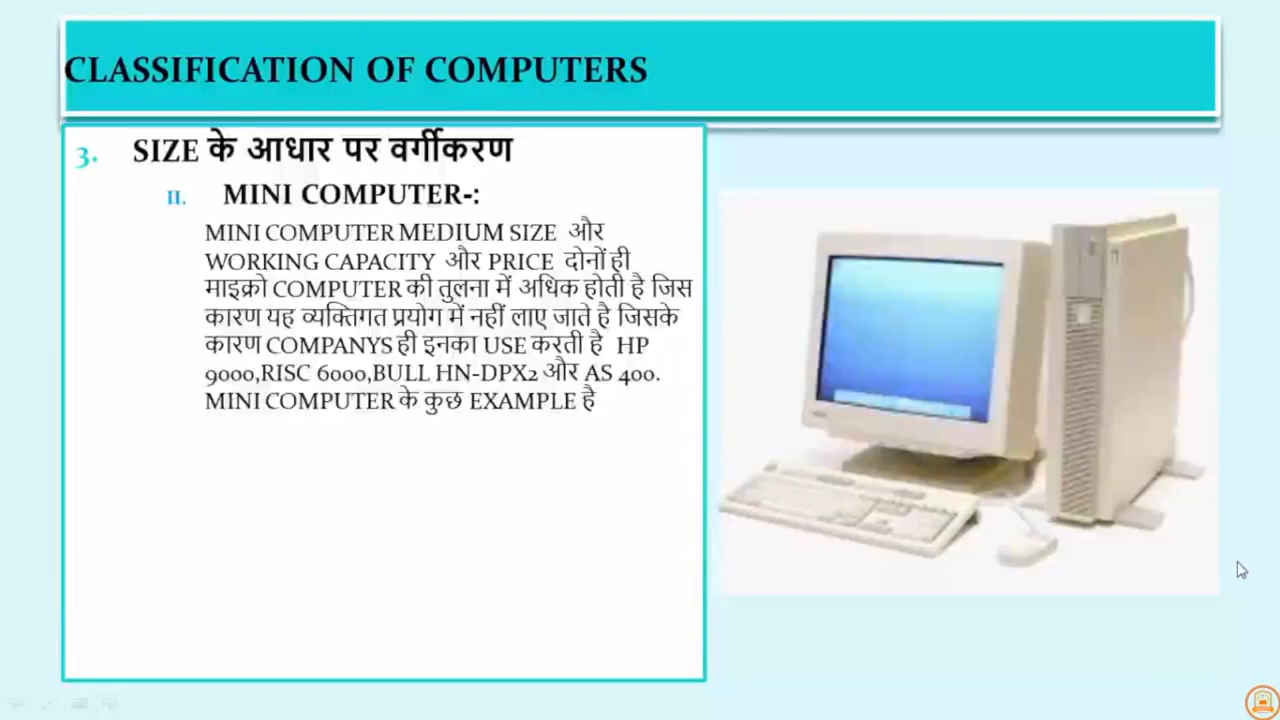 CLASSIFICATION OF COMPUTERS
3. SIZE के आधार पर वर्गीकरण
II. MINI COMPUTER-:
MINI COMPUTER MEDIUM SIZE और
WORKING CAPACITY और PRICE दोनों ही
माइक्रो COMPUTER की तुलना में अधिक होती है जिस
कारण यह व्यक्तिगत प्रयोग में नहीं लाए जाते है जिसके
कारण COMPANYS ही इनका USE करती है HP
9000,RISC 6000,BULL HN-DPX2 और AS 400.
MINI COMPUTER के कुछ EXAMPLE है